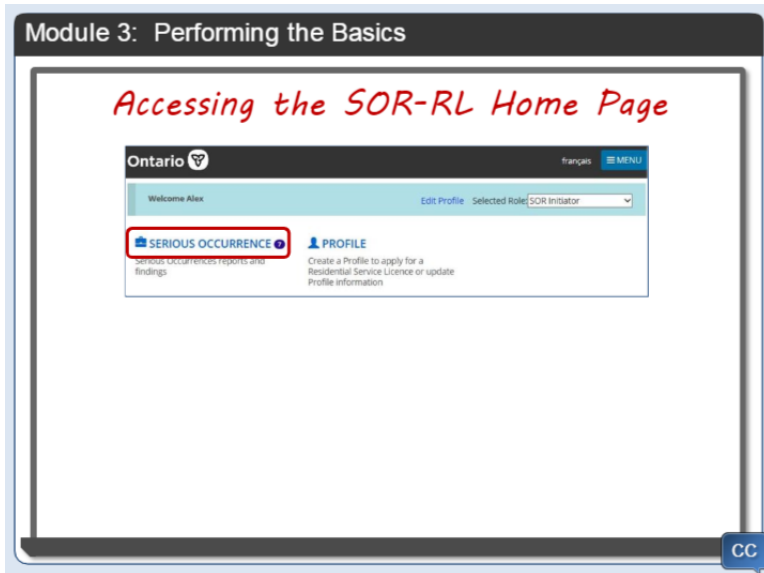 Module 3: Performing the Basics
Accessing the SOR-RL Home Page
Ontario français MENU
Welcome Alex Edit Profile Selected Role: SOR Initiator
SERIOUS OCCURRENCE ? PROFILE
Serious Occurrences reports and Create a Profile to apply for a
findings Residential Service Licence or update
Profile information
CC